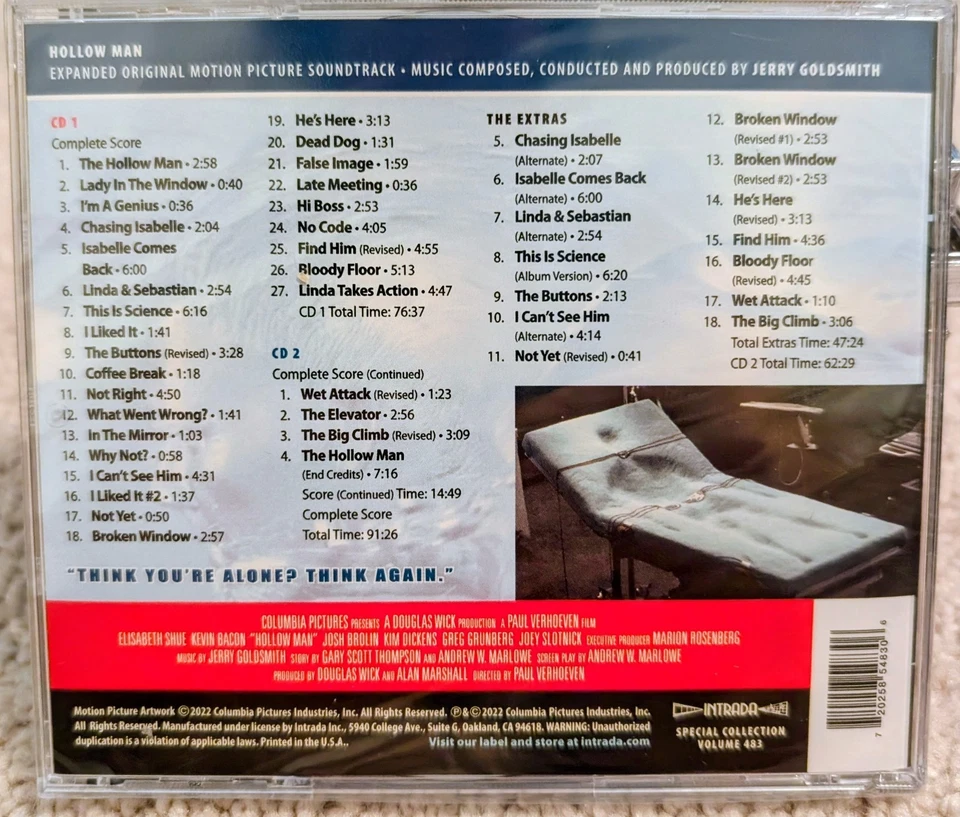 HOLLOW MAN
EXPANDED ORIGINAL MOTION PICTURE SOUNDTRACK • MUSIC COMPOSED, CONDUCTED AND PRODUCED BY JERRY GOLDSMITH
CD 1
Complete Score
1. The Hollow Man • 2:58
2. Lady In The Window • 0:40
3. I'm A Genius • 0:36
4. Chasing Isabelle • 2:04
5. Isabelle Comes
Back • 6:00
6. Linda & Sebastian • 2:54
7. This Is Science • 6:16
8. I Liked It • 1:41
9. The Buttons (Revised) • 3:28
10. Coffee Break • 1:18
11. Not Right • 4:50
12. What Went Wrong? • 1:41
13. In The Mirror • 1:03
14. Why Not? • 0:58
15. I Can't See Him • 4:31
16. I Liked It #2 • 1:37
17. Not Yet • 0:50
18. Broken Window • 2:57
19. He's Here • 3:13
20. Dead Dog • 1:31
21. False Image • 1:59
22. Late Meeting • 0:36
23. Hi Boss • 2:53
24. No Code • 4:05
25. Find Him (Revised) • 4:55
26. Bloody Floor • 5:13
27. Linda Takes Action • 4:47
CD 1 Total Time: 76:37
CD 2
Complete Score (Continued)
1. Wet Attack (Revised) • 1:23
2. The Elevator • 2:56
3. The Big Climb (Revised) • 3:09
4. The Hollow Man
(End Credits) • 7:16
Score (Continued) Time: 14:49
Complete Score
Total Time: 91:26
THE EXTRAS
5. Chasing Isabelle
(Alternate) • 2:07
6. Isabelle Comes Back
(Alternate) • 6:00
7. Linda & Sebastian
(Alternate) • 2:54
8. This Is Science
(Album Version) • 6:20
9. The Buttons • 2:13
10. I Can't See Him
(Alternate) • 4:14
11. Not Yet (Revised) • 0:41
12. Broken Window
(Revised #1) • 2:53
13. Broken Window
(Revised #2) • 2:53
14. He's Here
(Revised) • 3:13
15. Find Him • 4:36
16. Bloody Floor
(Revised) • 4:45
17. Wet Attack • 1:10
18. The Big Climb • 3:06
Total Extras Time: 47:24
CD 2 Total Time: 62:29
"THINK YOU'RE ALONE? THINK AGAIN."
COLUMBIA PICTURES PRESENTS A DOUGLAS WICK PRODUCTION A PAUL VERHOEVEN FILM
ELISABETH SHUE KEVIN BACON "HOLLOW MAN" JOSH BROLIN KIM DICKENS GREG GRUNBERG JOEY SLOTNICK EXECUTIVE PRODUCER MARION ROSENBERG
MUSIC BY JERRY GOLDSMITH STORY BY GARY SCOTT THOMPSON AND ANDREW W. MARLOWE SCREEN PLAY BY ANDREW W. MARLOWE
PRODUCED BY DOUGLAS WICK AND ALAN MARSHALL DIRECTED BY PAUL VERHOEVEN
Motion Picture Artwork ©2022 Columbia Pictures Industries, Inc. All Rights Reserved. ℗&©2022 Columbia Pictures Industries, Inc.
All Rights Reserved. Manufactured under license by Intrada Inc., 5940 College Ave., Suite G, Oakland, CA 94618. WARNING: Unauthorized
duplication is a violation of applicable laws. Printed in the U.S.A..
Visit our label and store at intrada.com
INTRADA
SPECIAL COLLECTION
VOLUME 483
7 20258 54830 6